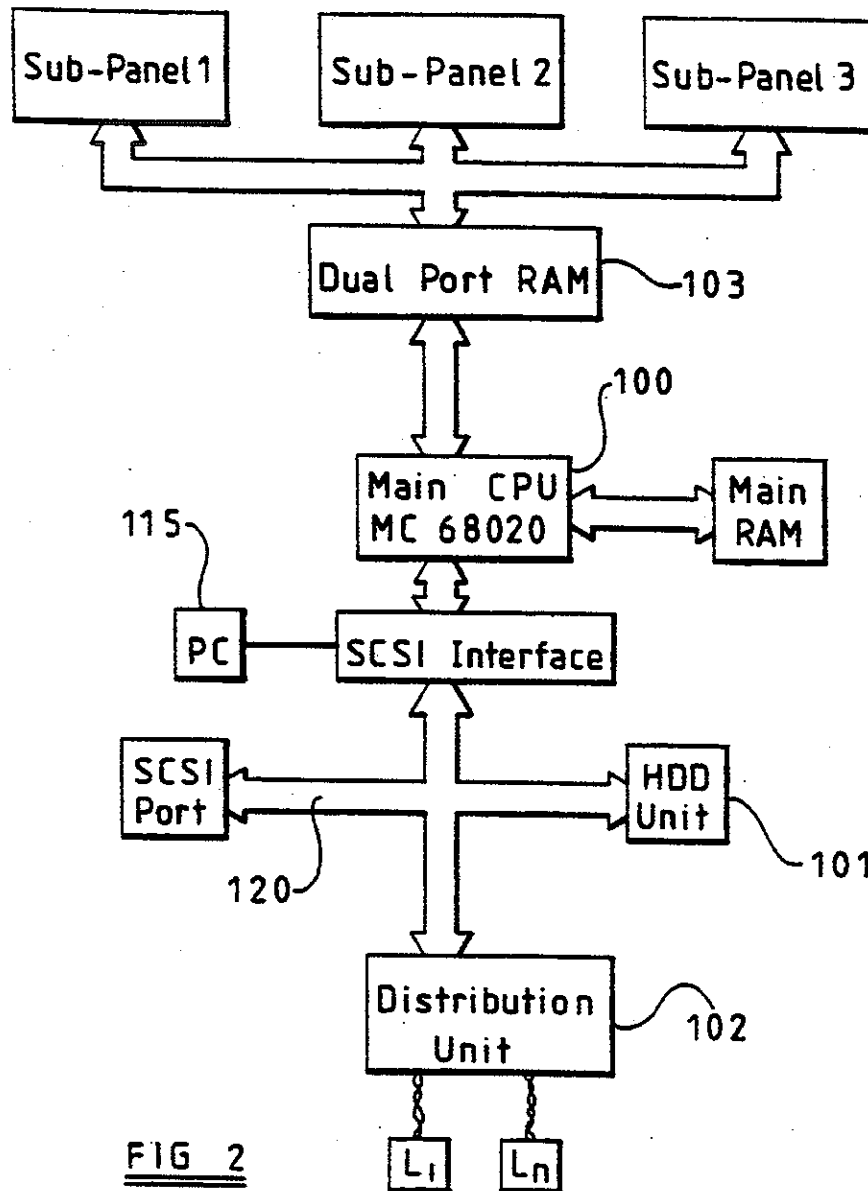 Sub-Panel 1
Sub-Panel 2
Sub-Panel 3
Dual Port RAM
103
100
Main CPU
MC 68020
Main
RAM
115
PC
SCSI Interface
SCSI
Port
HDD
Unit
120
101
Distribution
Unit
102
L1
Ln
FIG 2